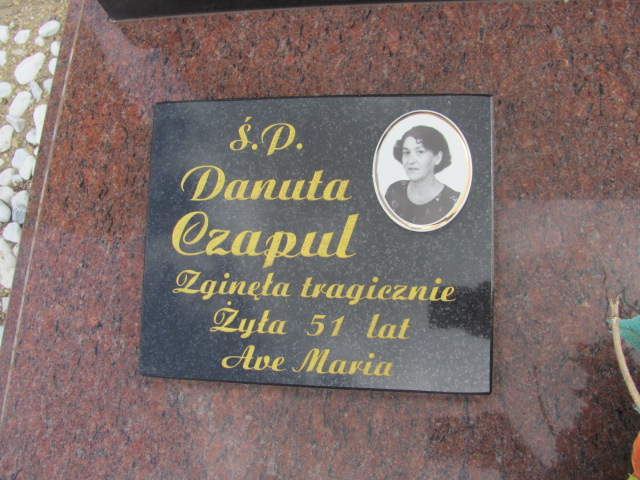 Ś.P.
Danuta
Czapul
Zginęła tragicznie
Żyła 51 lat
Ave Maria